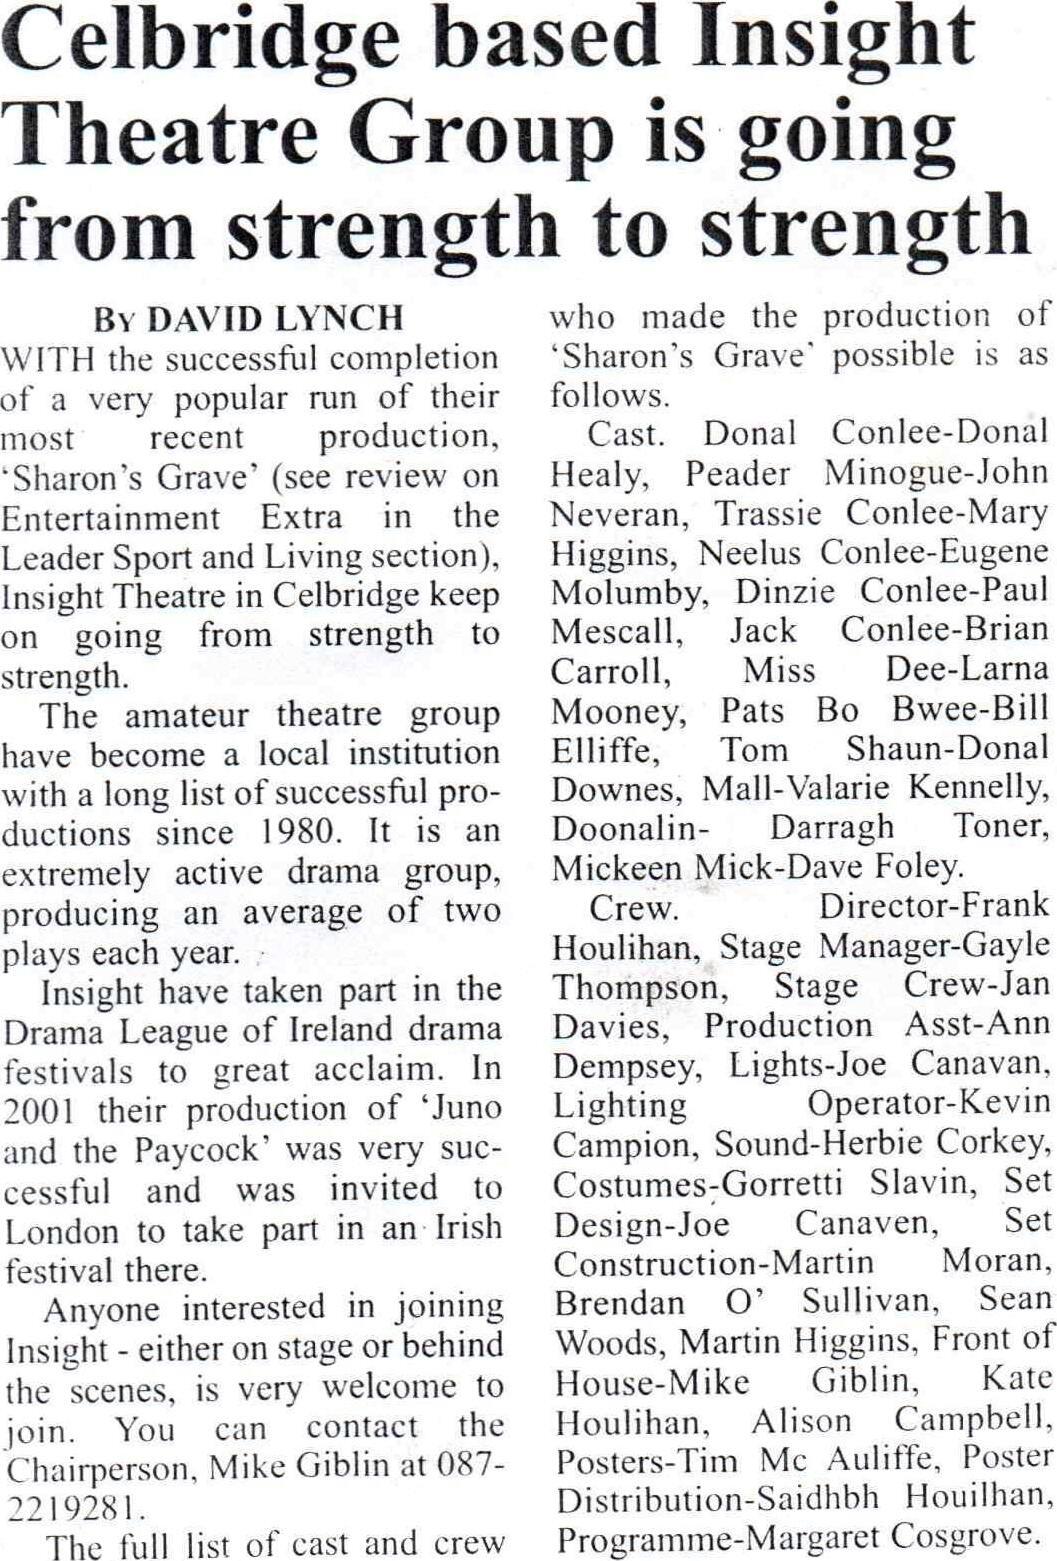 Celbridge based Insight
Theatre Group is going
from strength to strength
BY DAVID LYNCH
WITH the successful completion
of a very popular run of their
most recent production,
‘Sharon’s Grave’ (see review on
Entertainment Extra in the
Leader Sport and Living section),
Insight Theatre in Celbridge keep
on going from strength to
strength.
The amateur theatre group
have become a local institution
with a long list of successful pro-
ductions since 1980. It is an
extremely active drama group,
producing an average of two
plays each year.
Insight have taken part in the
Drama League of Ireland drama
festivals to great acclaim. In
2001 their production of ‘Juno
and the Paycock’ was very suc-
cessful and was invited to
London to take part in an Irish
festival there.
Anyone interested in joining
Insight - either on stage or behind
the scenes, is very welcome to
join. You can contact the
Chairperson, Mike Giblin at 087-
2219281.
The full list of cast and crew
who made the production of
‘Sharon’s Grave’ possible is as
follows.
Cast. Donal Conlee-Donal
Healy, Peader Minogue-John
Neveran, Trassie Conlee-Mary
Higgins, Neelus Conlee-Eugene
Molumby, Dinzie Conlee-Paul
Mescall, Jack Conlee-Brian
Carroll, Miss Dee-Larna
Mooney, Pats Bo Bwee-Bill
Elliffe, Tom Shaun-Donal
Downes, Mall-Valarie Kennelly,
Doonalin- Darragh Toner,
Mickeen Mick-Dave Foley.
Crew. Director-Frank
Houlihan, Stage Manager-Gayle
Thompson, Stage Crew-Jan
Davies, Production Asst-Ann
Dempsey, Lights-Joe Canavan,
Lighting Operator-Kevin
Campion, Sound-Herbie Corkey,
Costumes-Gorretti Slavin, Set
Design-Joe Canaven, Set
Construction-Martin Moran,
Brendan O’ Sullivan, Sean
Woods, Martin Higgins, Front of
House-Mike Giblin, Kate
Houlihan, Alison Campbell,
Posters-Tim Mc Auliffe, Poster
Distribution-Saidhbh Houilhan,
Programme-Margaret Cosgrove.